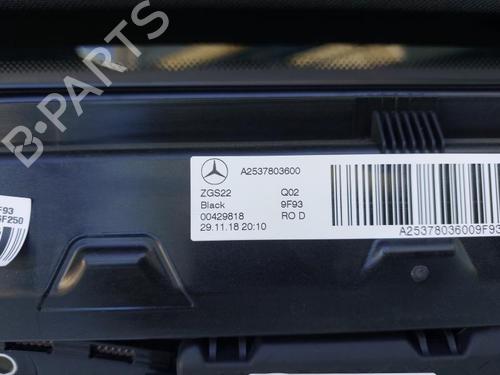 B-PARTS
A2537803600
ZGS22 Q02
Black 9F93
00429818 RO D
29.11.18 20:10
A25378036009F93
F93
F250